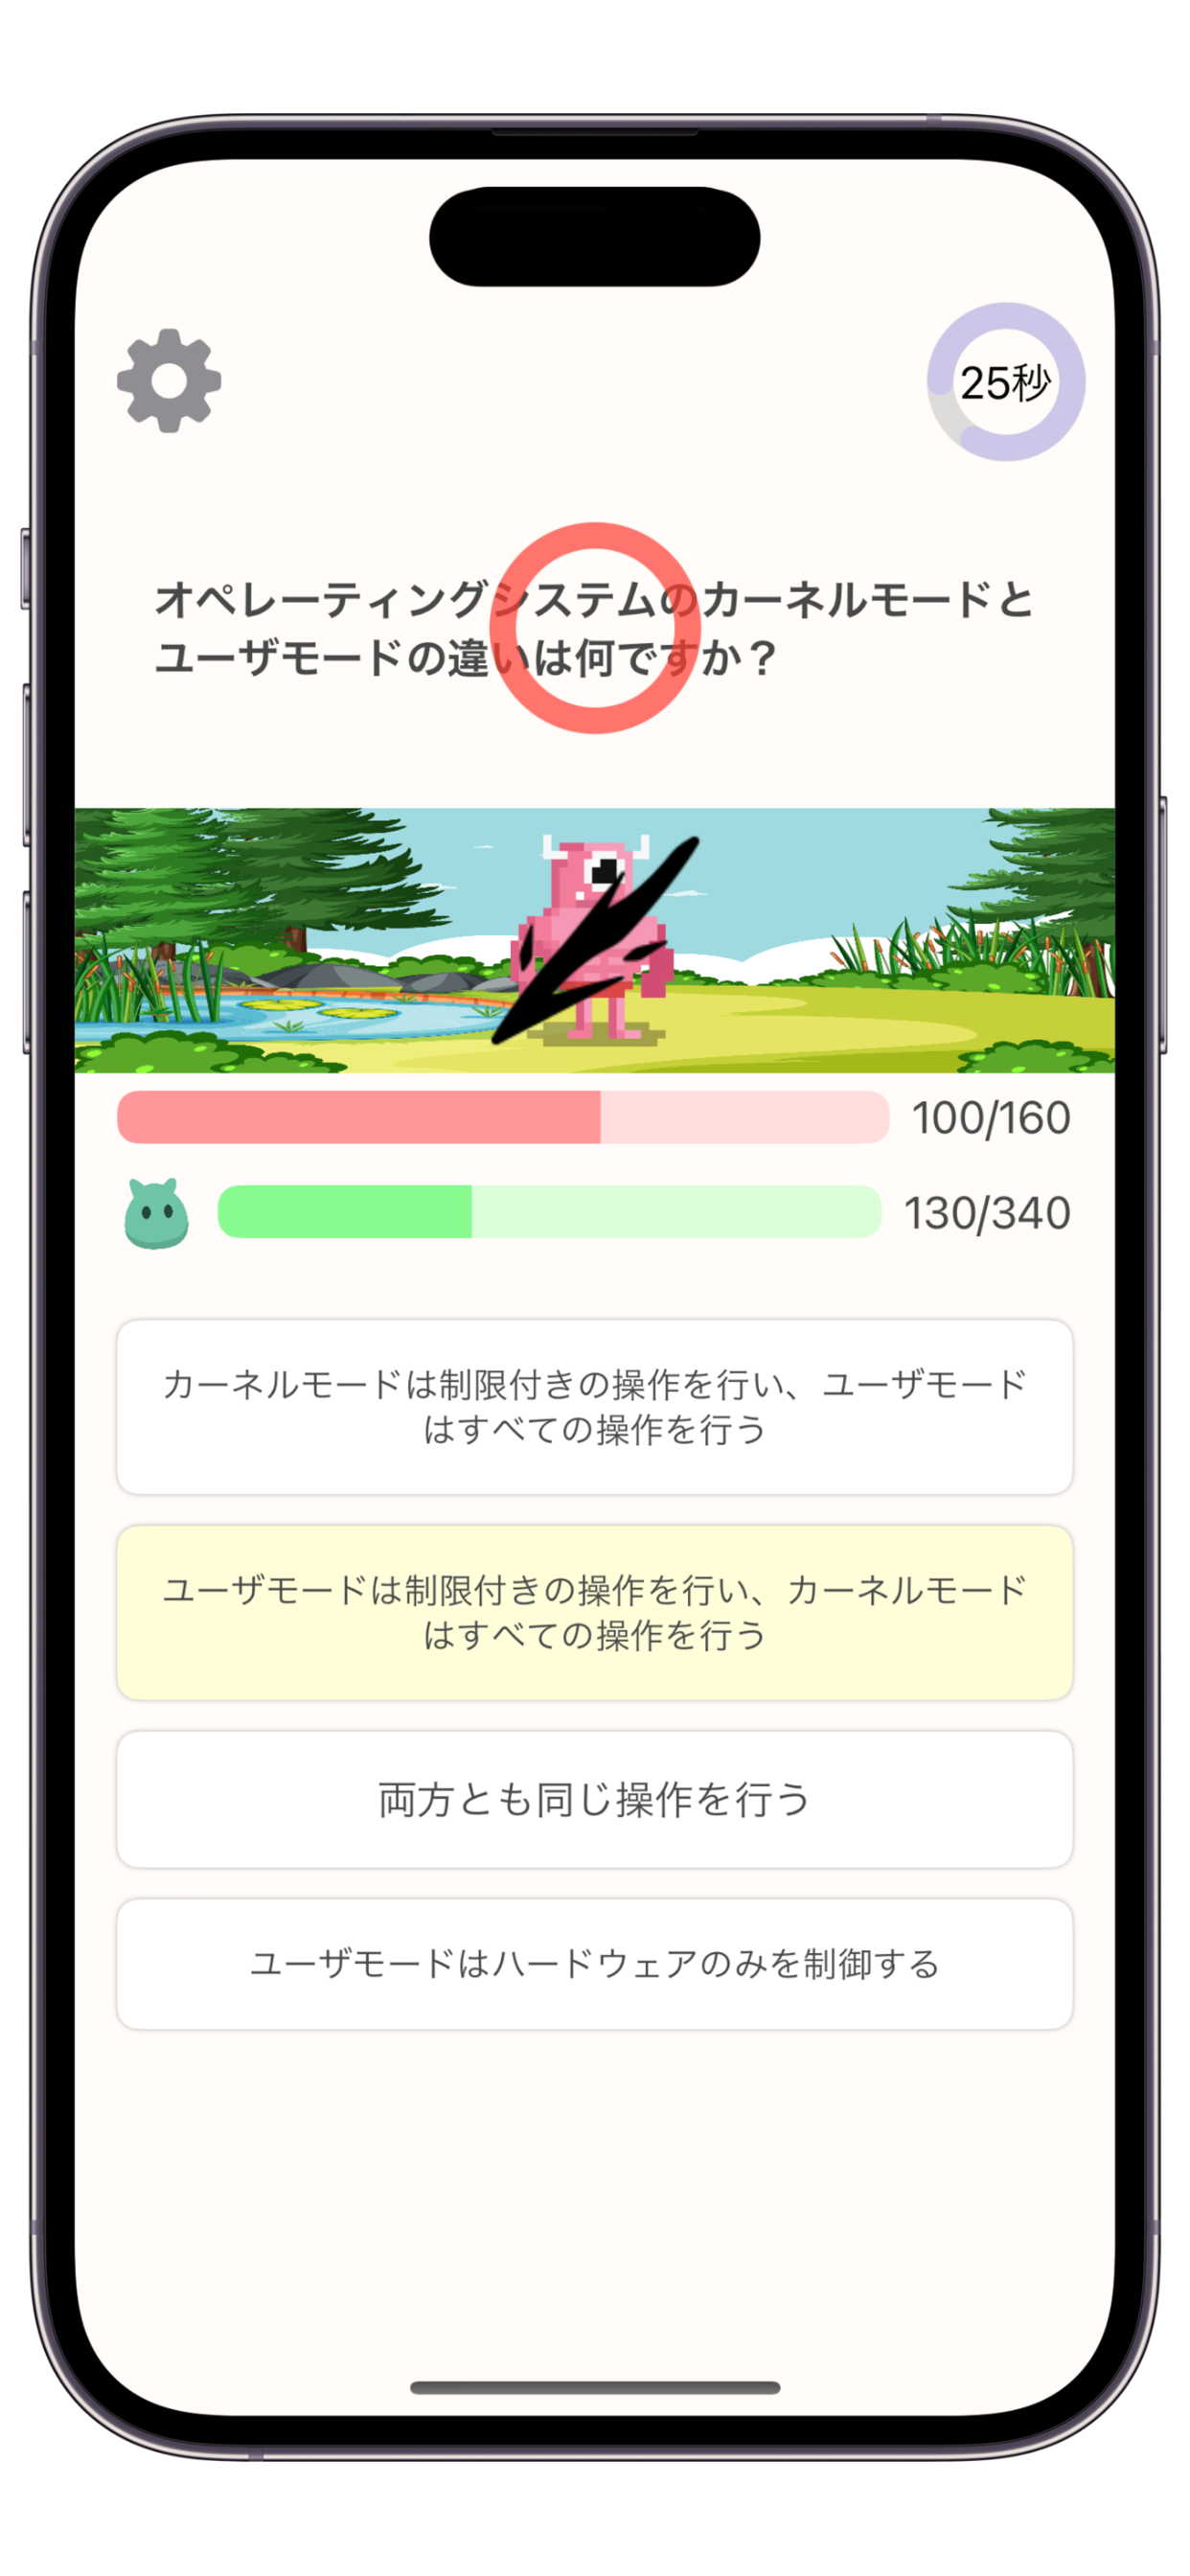 25秒
オペレーティングシステムのカーネルモードと
ユーザモードの違いは何ですか？
100/160
130/340
カーネルモードは制限付きの操作を行い、ユーザモード
はすべての操作を行う
ユーザモードは制限付きの操作を行い、カーネルモード
はすべての操作を行う
両方とも同じ操作を行う
ユーザモードはハードウェアのみを制御する